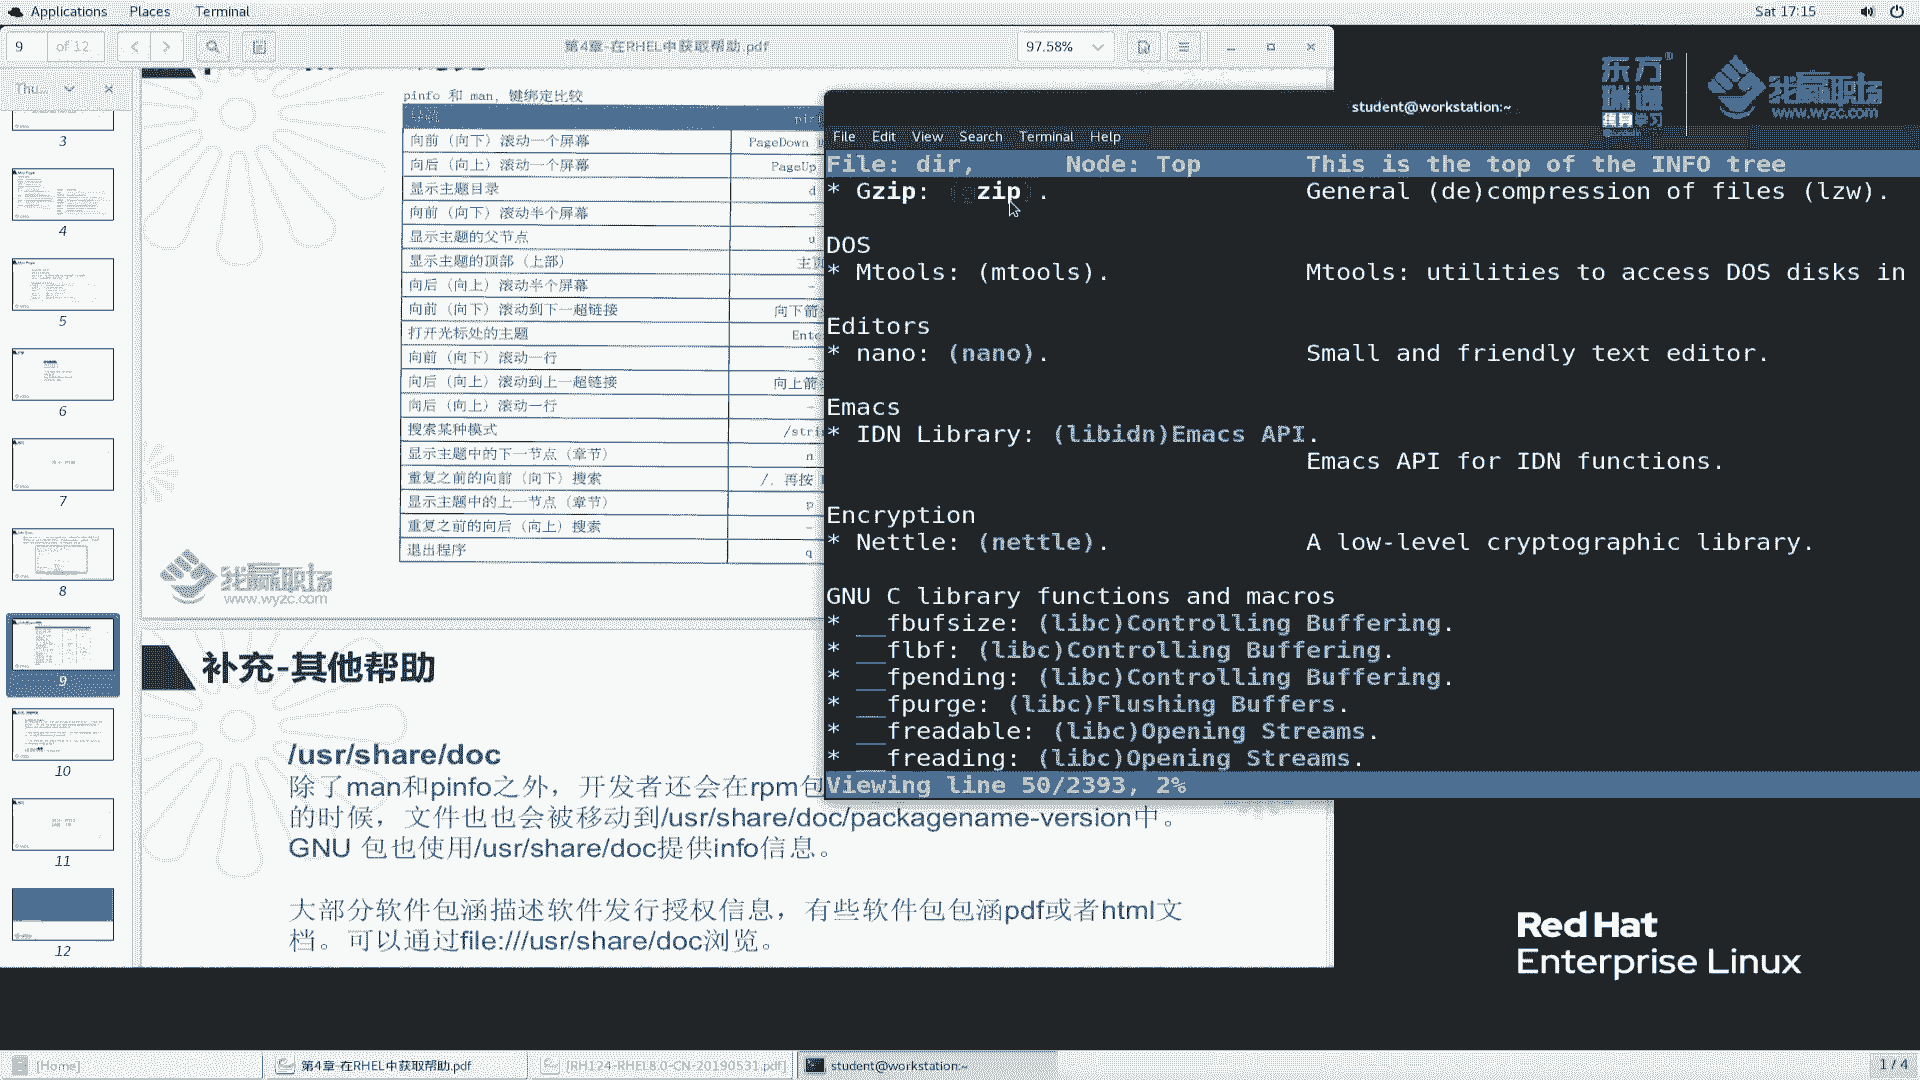 Applications Places Terminal Sat 17:15
9 of 12 第4章-在RHEL中获取帮助.pdf 97.58%
Thu...
3
4
5
6
7
8
9
10
11
12
pinfo 和 man, 键绑定比较
向前（向下）滚动一个屏幕 PageDown
向后（向上）滚动一个屏幕 PageUp
显示主题目录 d
向前（向下）滚动半个屏幕 -
显示主题的父节点 u
显示主题的顶部（上部） 主页
向后（向上）滚动半个屏幕 -
向前（向下）滚动到下一超链接 向下箭
打开光标处的主题 Ente
向前（向下）滚动一行 -
向后（向上）滚动到上一超链接 向上箭
向后（向上）滚动一行 -
搜索某种模式 /stri
显示主题中的下一节点（章节） n
重复之前的向前（向下）搜索 /, 再按
显示主题中的上一节点（章节） p
重复之前的向后（向上）搜索 -
退出程序 q
我赢职场
www.wyzc.com
补充-其他帮助
/usr/share/doc
除了man和pinfo之外，开发者还会在rpm包
的时候，文件也也会被移动到/usr/share/doc/packagename-version中。
GNU 包也使用/usr/share/doc提供info信息。
大部分软件包涵描述软件发行授权信息，有些软件包包涵pdf或者html文
档。可以通过file:///usr/share/doc浏览。
东方瑞通®
终身学习
我赢职场
www.wyzc.com
student@workstation:~
File Edit View Search Terminal Help
File: dir, Node: Top This is the top of the INFO tree
* Gzip: (gzip). General (de)compression of files (lzw).
DOS
* Mtools: (mtools). Mtools: utilities to access DOS disks in
Editors
* nano: (nano). Small and friendly text editor.
Emacs
* IDN Library: (libidn)Emacs API.
Emacs API for IDN functions.
Encryption
* Nettle: (nettle). A low-level cryptographic library.
GNU C library functions and macros
* __fbufsize: (libc)Controlling Buffering.
* __flbf: (libc)Controlling Buffering.
* __fpending: (libc)Controlling Buffering.
* __fpurge: (libc)Flushing Buffers.
* __freadable: (libc)Opening Streams.
* __freading: (libc)Opening Streams.
Viewing line 50/2393, 2%
Red Hat
Enterprise Linux
[Home] 第4章-在RHEL中获取帮助.pdf [RH124-RHEL8.0-CN-20190531.pdf] student@workstation:~ 1 / 4